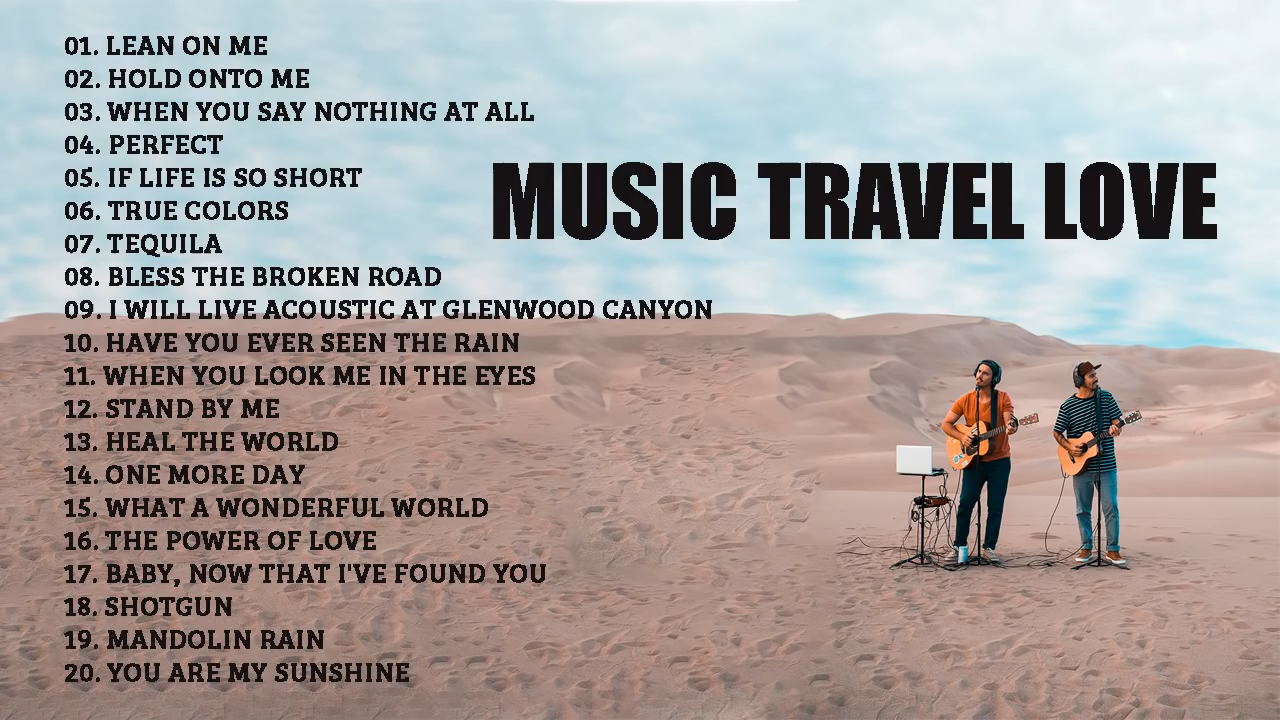 01. LEAN ON ME
02. HOLD ONTO ME
03. WHEN YOU SAY NOTHING AT ALL
04. PERFECT
05. IF LIFE IS SO SHORT
06. TRUE COLORS
07. TEQUILA
08. BLESS THE BROKEN ROAD
09. I WILL LIVE ACOUSTIC AT GLENWOOD CANYON
10. HAVE YOU EVER SEEN THE RAIN
11. WHEN YOU LOOK ME IN THE EYES
12. STAND BY ME
13. HEAL THE WORLD
14. ONE MORE DAY
15. WHAT A WONDERFUL WORLD
16. THE POWER OF LOVE
17. BABY, NOW THAT I'VE FOUND YOU
18. SHOTGUN
19. MANDOLIN RAIN
20. YOU ARE MY SUNSHINE
MUSIC TRAVEL LOVE